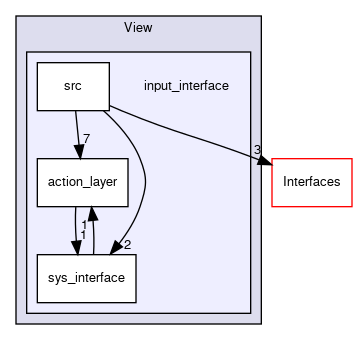 View
src
input_interface
7
3
action_layer
Interfaces
1
1
2
sys_interface